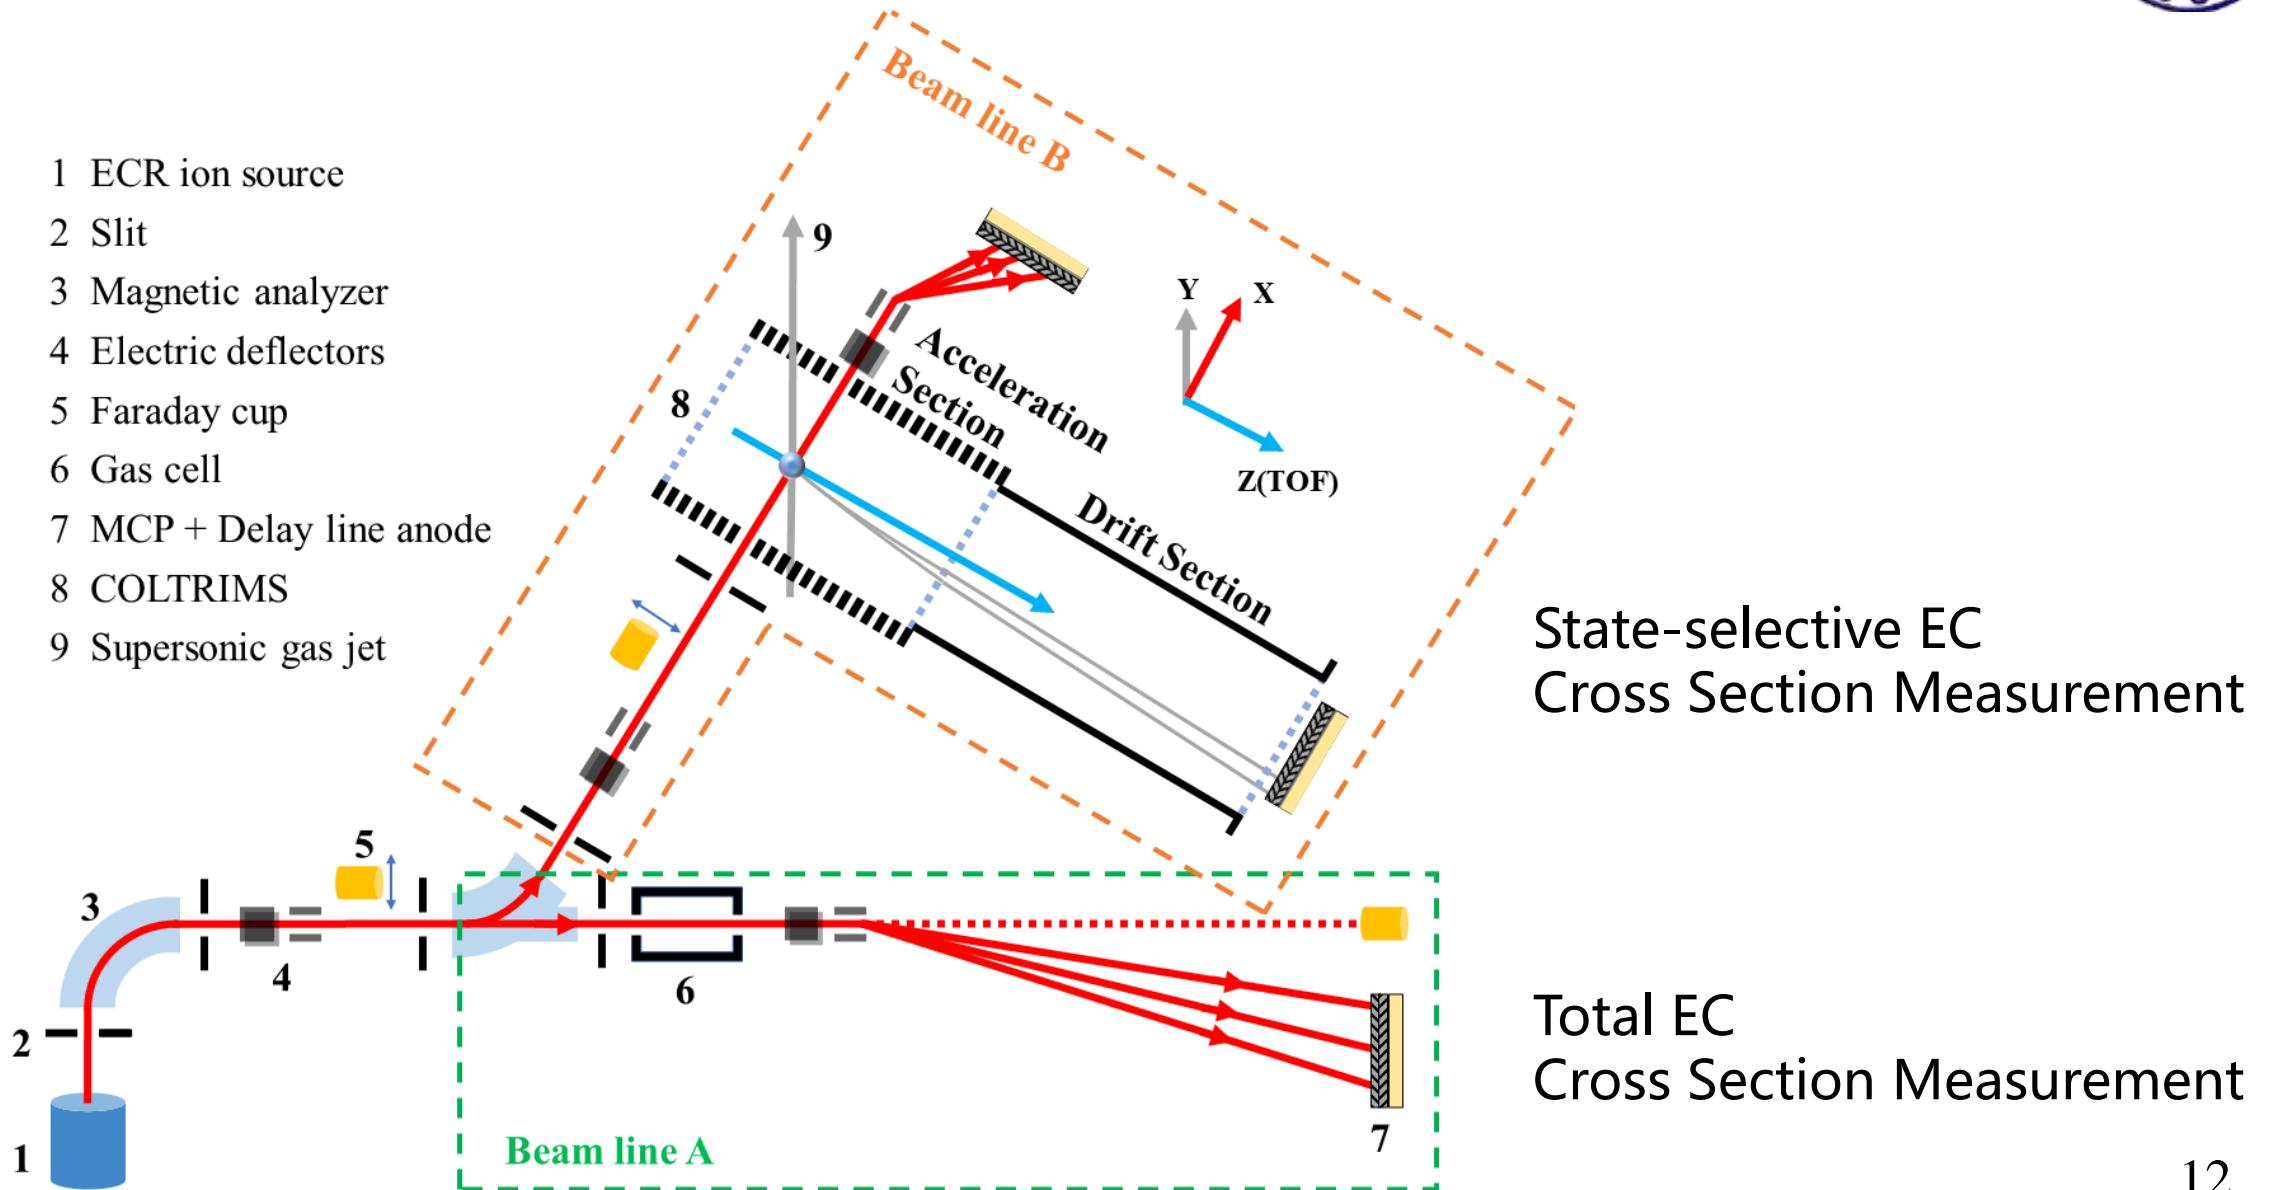 1 ECR ion source
2 Slit
3 Magnetic analyzer
4 Electric deflectors
5 Faraday cup
6 Gas cell
7 MCP + Delay line anode
8 COLTRIMS
9 Supersonic gas jet
Beam line B
9
8
Acceleration
Section
Y
X
Z(TOF)
Drift Section
State-selective EC
Cross Section Measurement
5
3
4
6
2
1
7
Beam line A
Total EC
Cross Section Measurement
12